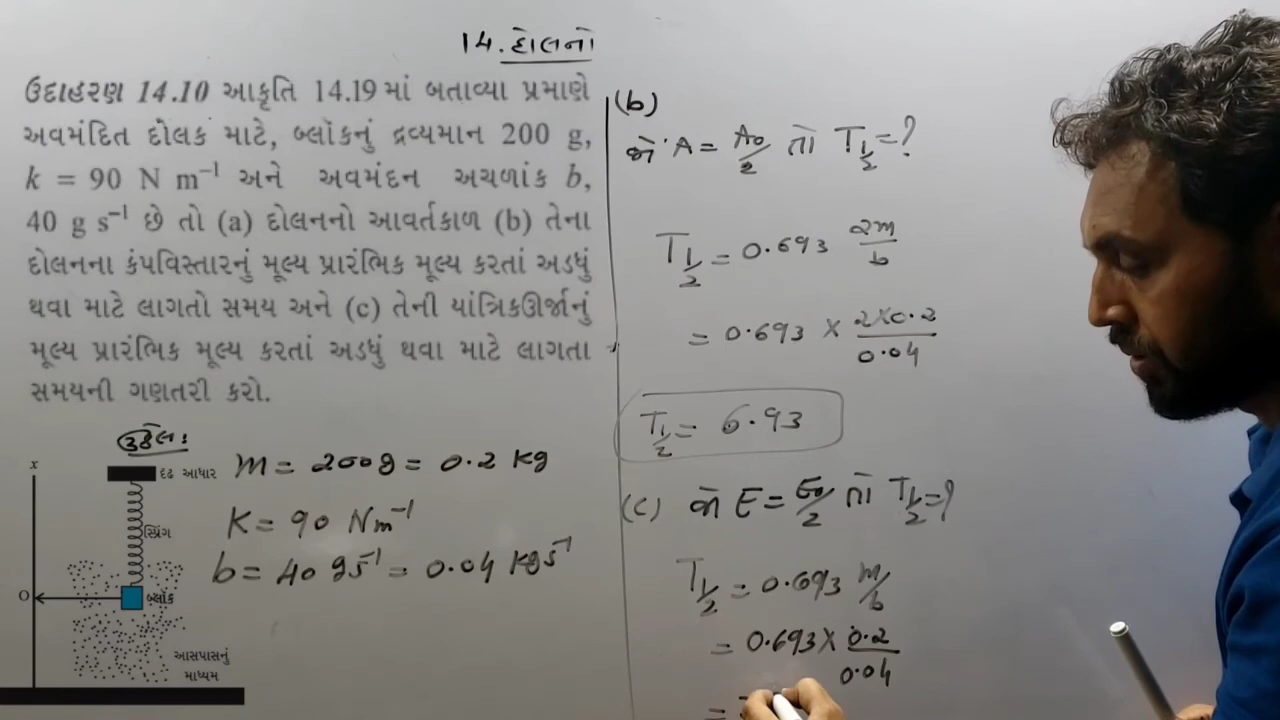 14. દોલનો
ઉદાહરણ 14.10 આકૃતિ 14.19 માં બતાવ્યા પ્રમાણે
અવમંદિત દોલક માટે, બ્લૉકનું દ્રવ્યમાન 200 g,
k = 90 N m⁻¹ અને અવમંદન અચળાંક b,
40 g s⁻¹ છે તો (a) દોલનનો આવર્તકાળ (b) તેના
દોલનના કંપવિસ્તારનું મૂલ્ય પ્રારંભિક મૂલ્ય કરતાં અડધું
થવા માટે લાગતો સમય અને (c) તેની યાંત્રિકઊર્જાનું
મૂલ્ય પ્રારંભિક મૂલ્ય કરતાં અડધું થવા માટે લાગતા
સમયની ગણતરી કરો.
ઉકેલ:
x
દૃઢ આધાર
સ્પ્રિંગ
O
બ્લૉક
આસપાસનું
માધ્યમ
m = 200g = 0.2 kg
K = 90 Nm⁻¹
b = 40 gs⁻¹ = 0.04 kgs⁻¹
(b)
જો A = A₀/2 તો T½ = ?
T½ = 0.693 2m/b
= 0.693 × 2×0.2/0.04
T½ = 6.93
(c) જો E = E₀/2 તો T½ = ?
T½ = 0.693 m/b
= 0.693 × 0.2/0.04
=